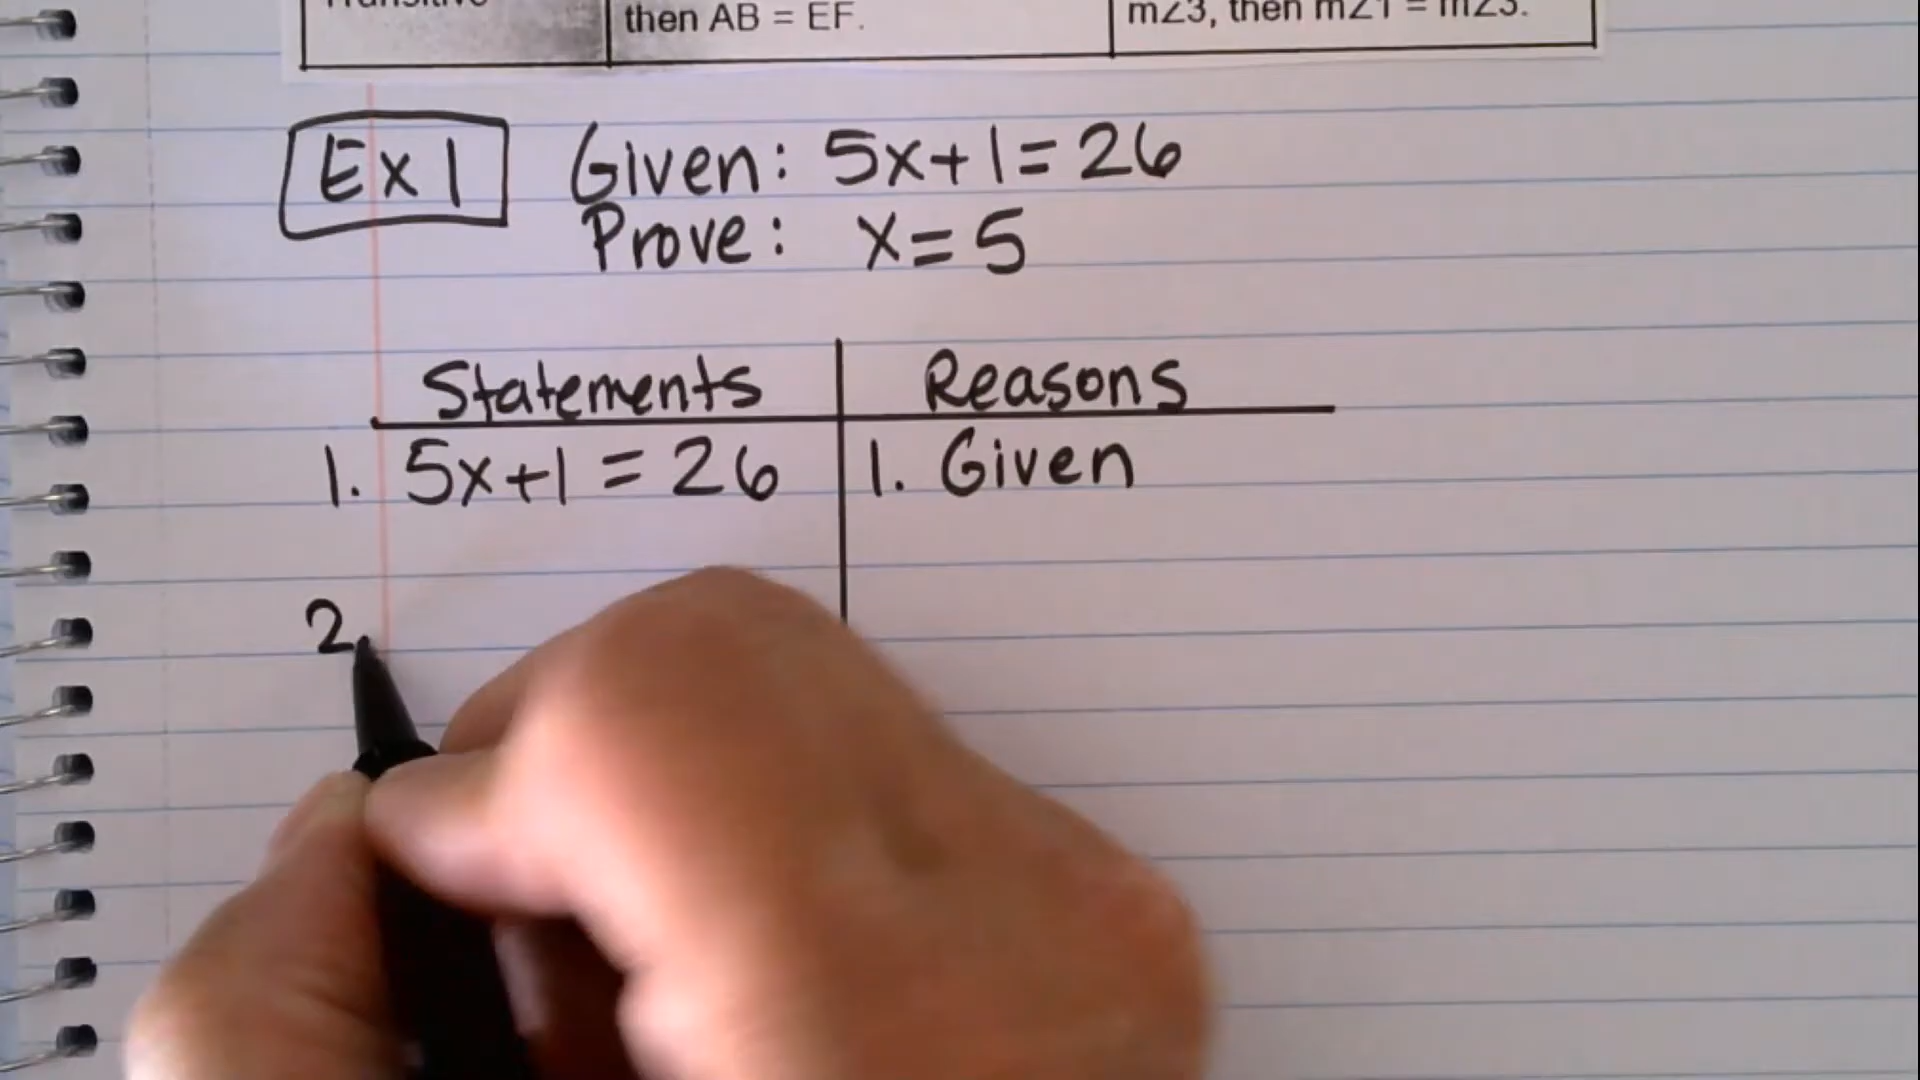 Transitive
then AB = EF.
m∠3, then m∠1 = m∠3.
Ex 1
Given: 5x+1=26
Prove: x=5
Statements
Reasons
1. 5x+1 = 26
1. Given
2.